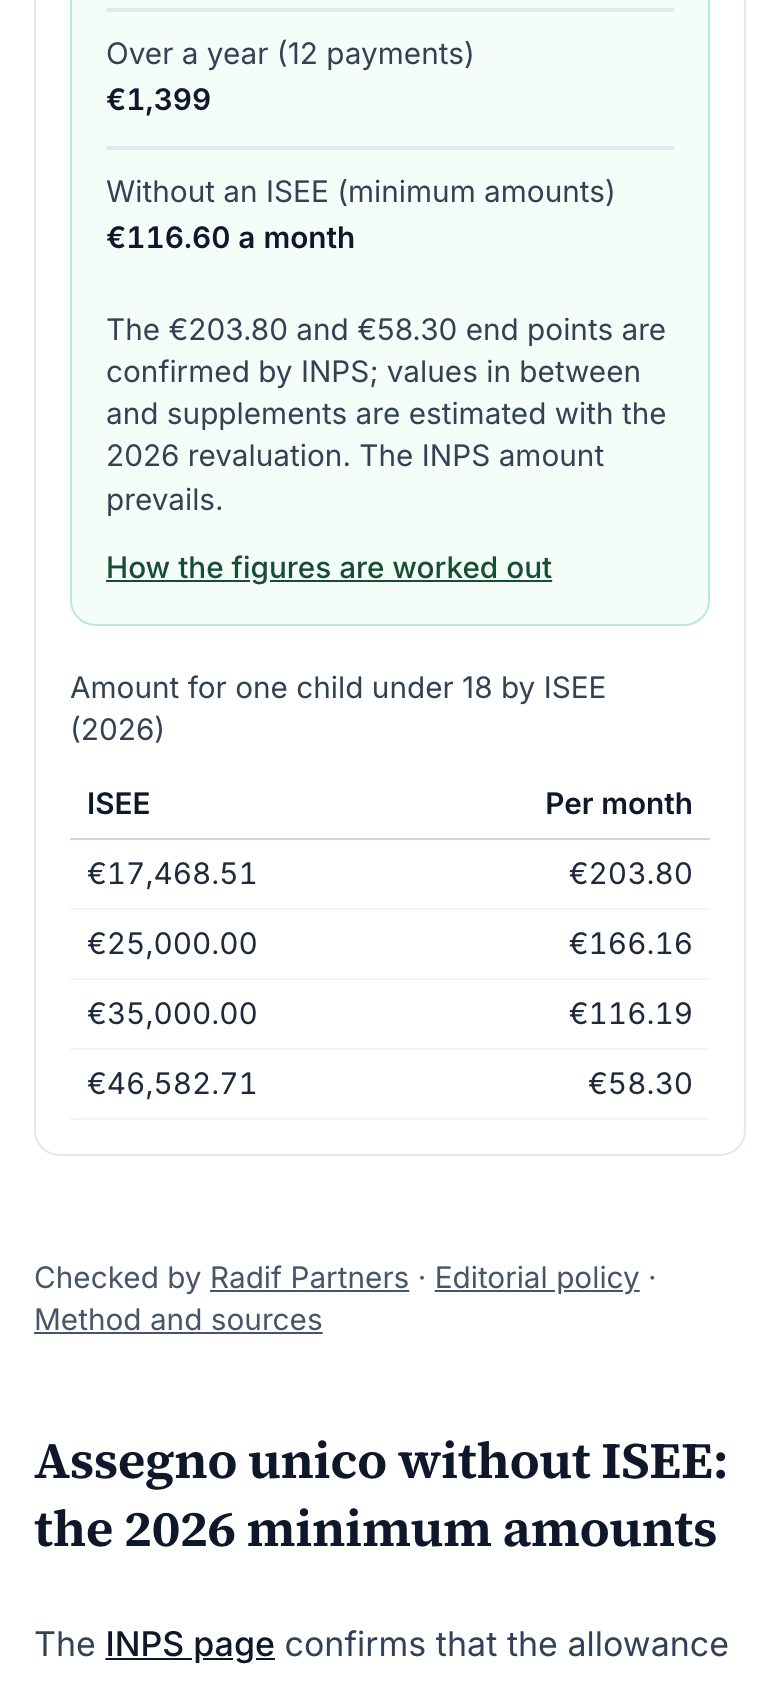 Over a year (12 payments)
€1,399
Without an ISEE (minimum amounts)
€116.60 a month
The €203.80 and €58.30 end points are
confirmed by INPS; values in between
and supplements are estimated with the
2026 revaluation. The INPS amount
prevails.
How the figures are worked out
Amount for one child under 18 by ISEE
(2026)
ISEE Per month
€17,468.51 €203.80
€25,000.00 €166.16
€35,000.00 €116.19
€46,582.71 €58.30
Checked by Radif Partners · Editorial policy ·
Method and sources
Assegno unico without ISEE:
the 2026 minimum amounts
The INPS page confirms that the allowance